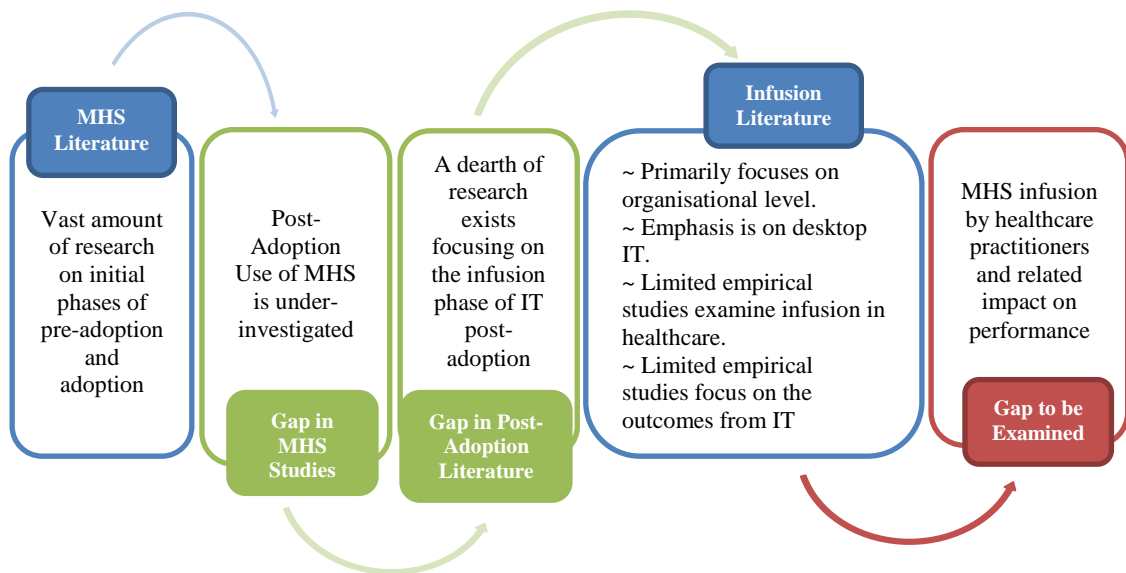 MHS
Literature
Vast amount
of research
on initial
phases of
pre-adoption
and
adoption
Post-
Adoption
Use of MHS
is under-
investigated
Gap in
MHS
Studies
A dearth of
research
exists
focusing on
the infusion
phase of IT
post-
adoption
Gap in Post-
Adoption
Literature
Infusion
Literature
~ Primarily focuses on
organisational level.
~ Emphasis is on desktop
IT.
~ Limited empirical
studies examine infusion in
healthcare.
~ Limited empirical
studies focus on the
outcomes from IT
MHS infusion
by healthcare
practitioners
and related
impact on
performance
Gap to be
Examined